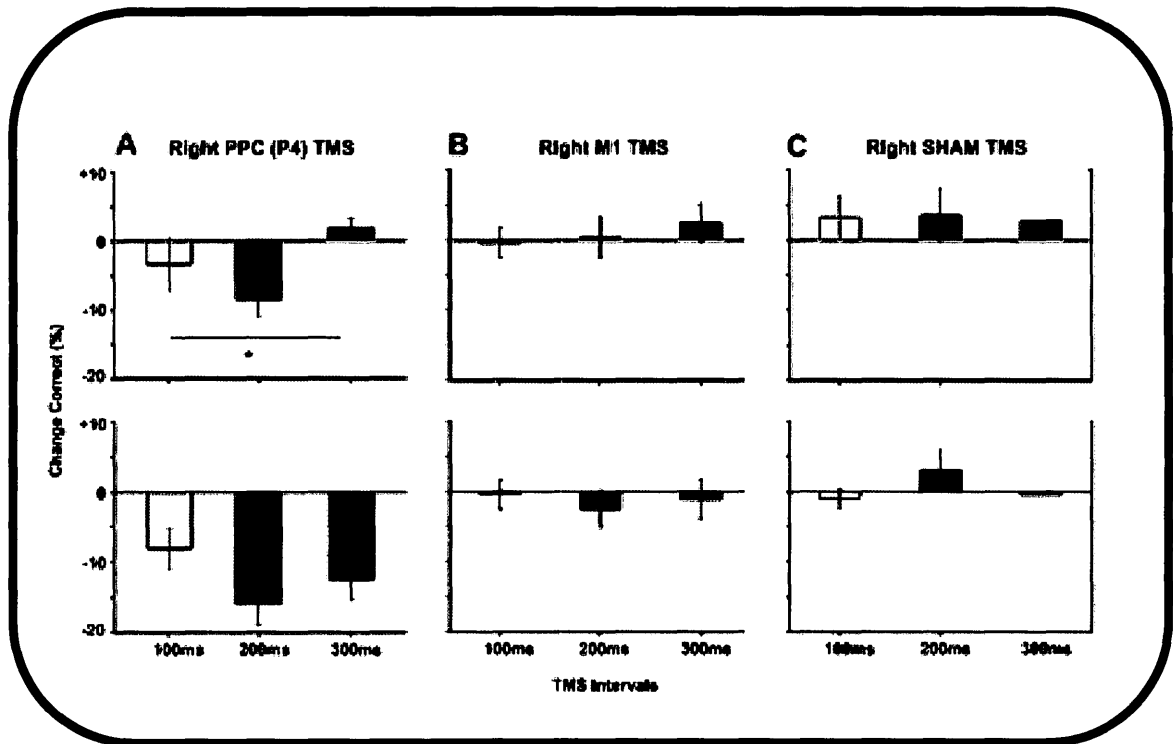 A Right PPC (P4) TMS B Right M1 TMS C Right SHAM TMS
+10
0
-10
-20
*
Change Correct (%)
+10
0
-10
-20
100ms 200ms 300ms 100ms 200ms 300ms 100ms 200ms 300ms
TMS Intervals